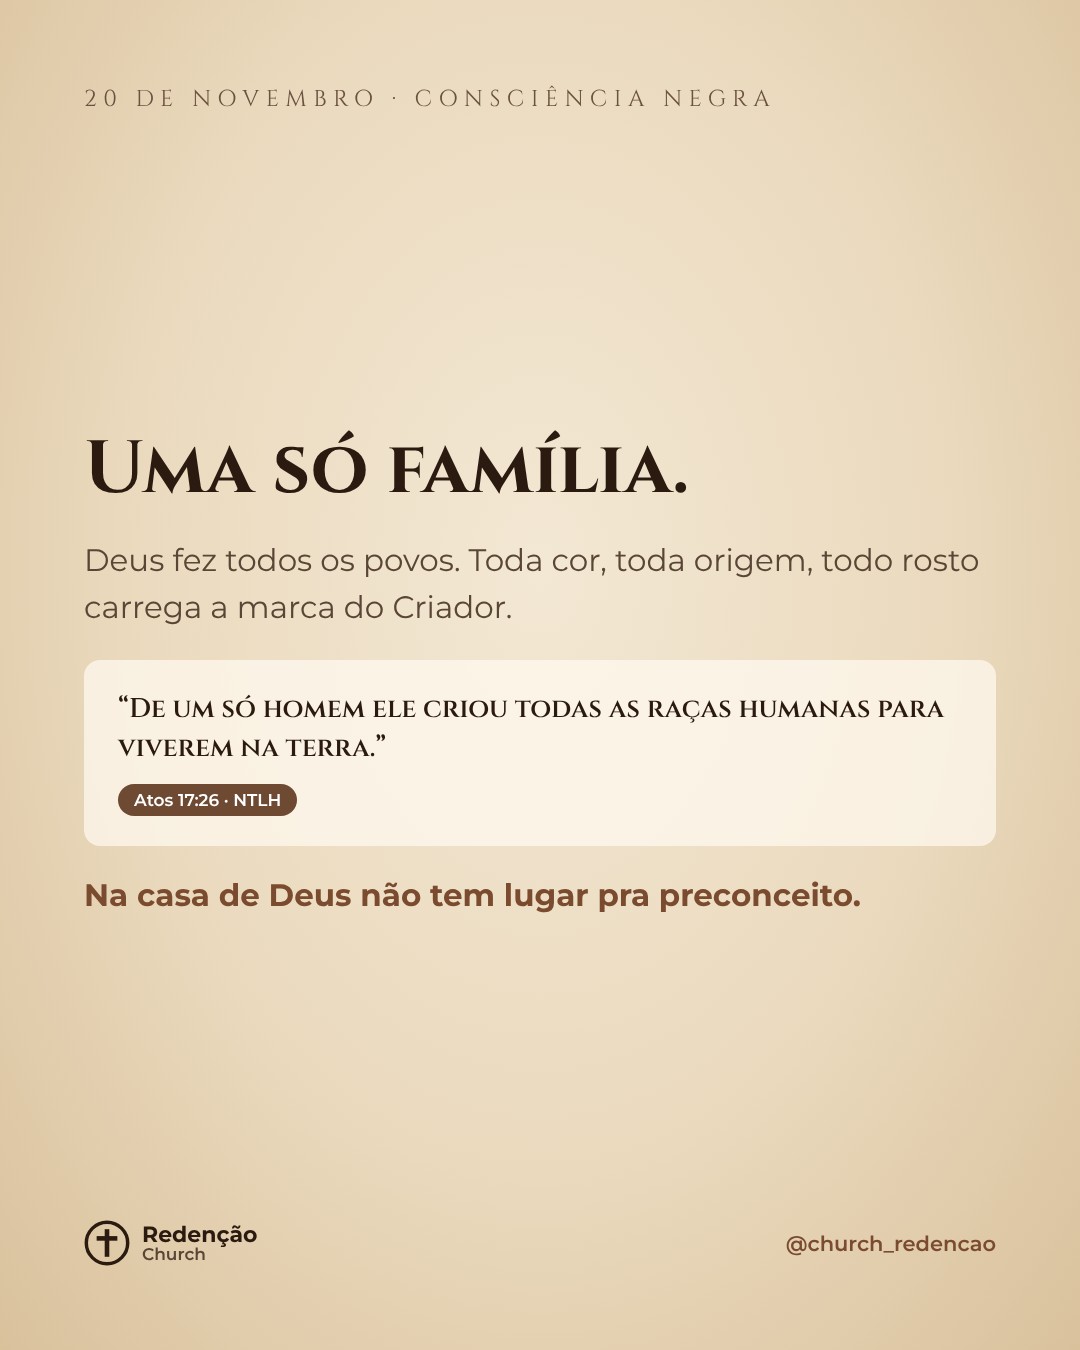 20 DE NOVEMBRO · CONSCIÊNCIA NEGRA
Uma só família.
Deus fez todos os povos. Toda cor, toda origem, todo rosto
carrega a marca do Criador.
“De um só homem ele criou todas as raças humanas para
viverem na terra.”
Atos 17:26 · NTLH
Na casa de Deus não tem lugar pra preconceito.
Redenção
Church
@church_redencao